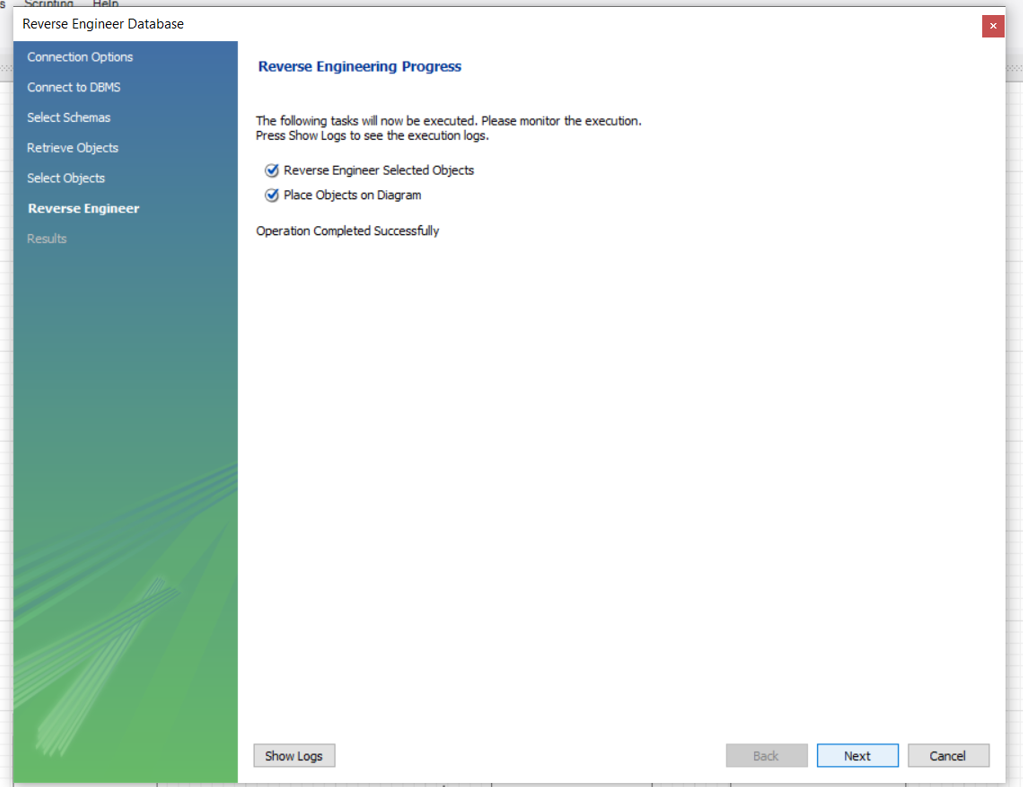 Scripting Help
Reverse Engineer Database
Connection Options
Connect to DBMS
Select Schemas
Retrieve Objects
Select Objects
Reverse Engineer
Results
Reverse Engineering Progress
The following tasks will now be executed. Please monitor the execution.
Press Show Logs to see the execution logs.
Reverse Engineer Selected Objects
Place Objects on Diagram
Operation Completed Successfully
Show Logs
Back
Next
Cancel